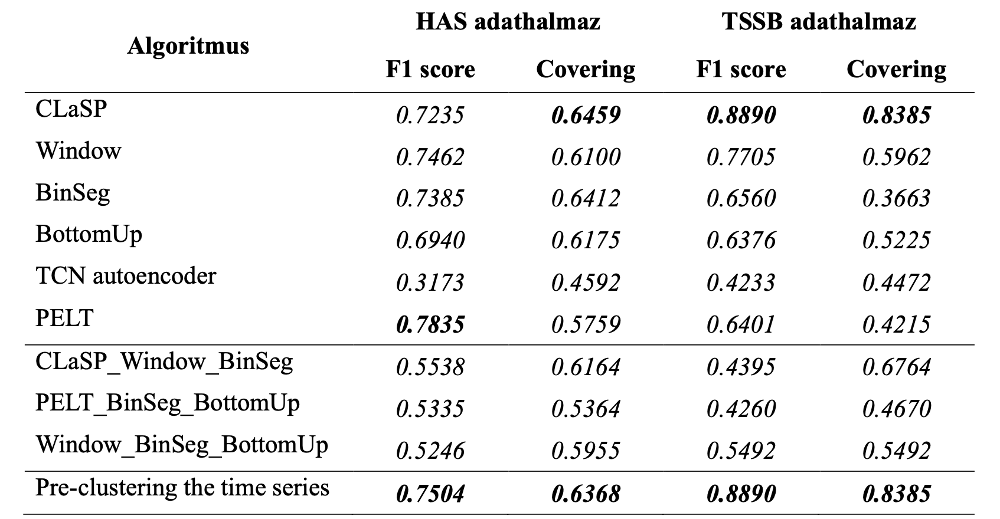 HAS adathalmaz TSSB adathalmaz
Algoritmus
F1 score Covering F1 score Covering
CLaSP 0.7235 0.6459 0.8890 0.8385
Window 0.7462 0.6100 0.7705 0.5962
BinSeg 0.7385 0.6412 0.6560 0.3663
BottomUp 0.6940 0.6175 0.6376 0.5225
TCN autoencoder 0.3173 0.4592 0.4233 0.4472
PELT 0.7835 0.5759 0.6401 0.4215
CLaSP_Window_BinSeg 0.5538 0.6164 0.4395 0.6764
PELT_BinSeg_BottomUp 0.5335 0.5364 0.4260 0.4670
Window_BinSeg_BottomUp 0.5246 0.5955 0.5492 0.5492
Pre-clustering the time series 0.7504 0.6368 0.8890 0.8385